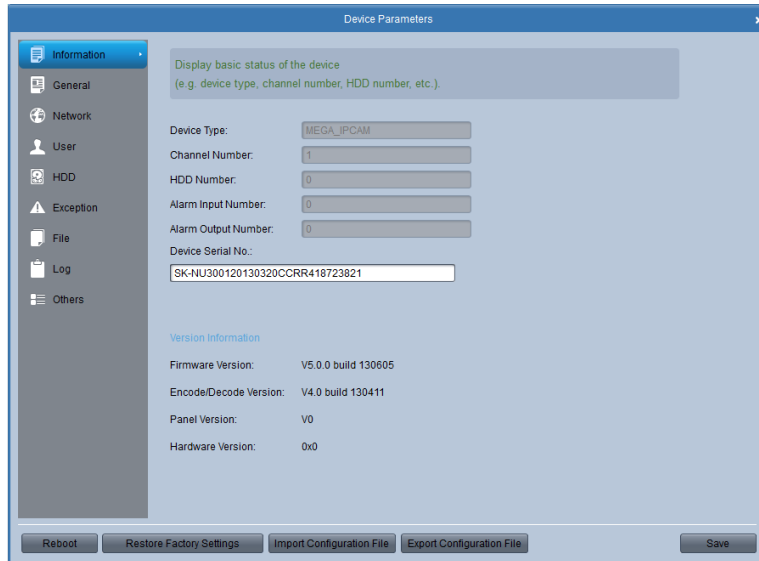 Device Parameters
Information
General
Network
User
HDD
Exception
File
Log
Others
Display basic status of the device
(e.g. device type, channel number, HDD number, etc.).
Device Type: MEGA_IPCAM
Channel Number: 1
HDD Number: 0
Alarm Input Number: 0
Alarm Output Number: 0
Device Serial No.:
SK-NU300120130320CCRR418723821
Version Information
Firmware Version: V5.0.0 build 130605
Encode/Decode Version: V4.0 build 130411
Panel Version: V0
Hardware Version: 0x0
Reboot Restore Factory Settings Import Configuration File Export Configuration File Save